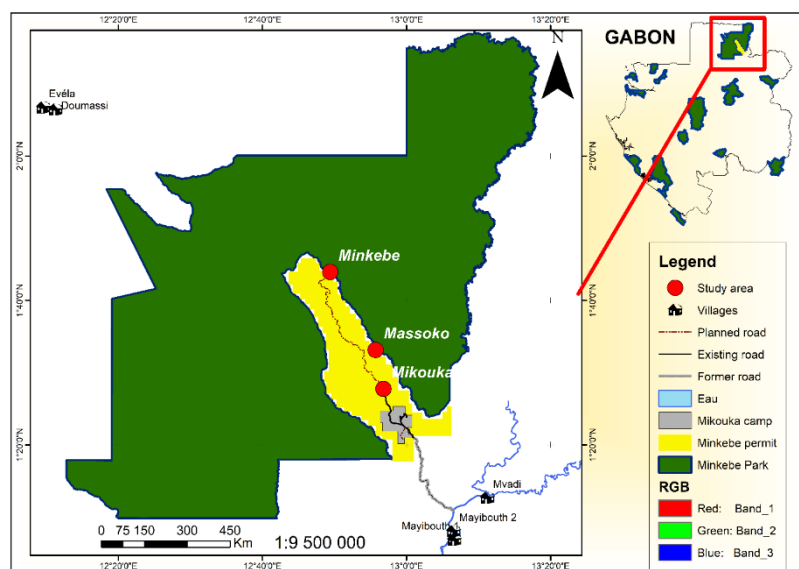 12°20'0"E
12°40'0"E
13°0'0"E
13°20'0"E
N
GABON
Evéla
Doumassi
2°0'0"N
2°0'0"N
Minkebe
1°40'0"N
1°40'0"N
Massoko
Mikouka
1°20'0"N
1°20'0"N
Mvadi
Mayibouth 2
Mayibouth 1
0 75 150 300 450
Km
1:9 500 000
12°20'0"E
12°40'0"E
13°0'0"E
13°20'0"E
Legend
Study area
Villages
Planned road
Existing road
Former road
Eau
Mikouka camp
Minkebe permit
Minkebe Park
RGB
Red: Band_1
Green: Band_2
Blue: Band_3